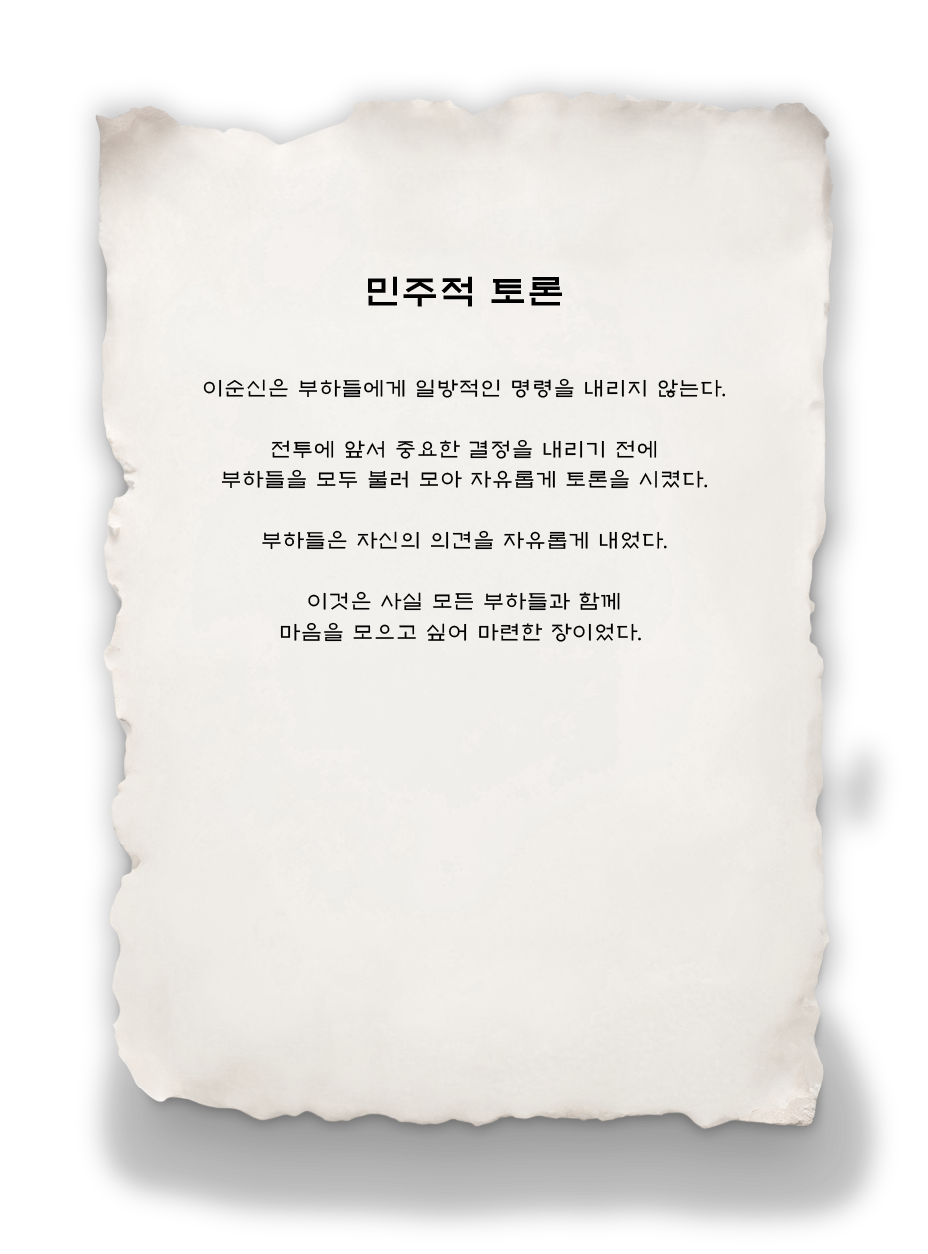 민주적 토론
이순신은 부하들에게 일방적인 명령을 내리지 않는다.
전투에 앞서 중요한 결정을 내리기 전에
부하들을 모두 불러 모아 자유롭게 토론을 시켰다.
부하들은 자신의 의견을 자유롭게 내었다.
이것은 사실 모든 부하들과 함께
마음을 모으고 싶어 마련한 장이었다.